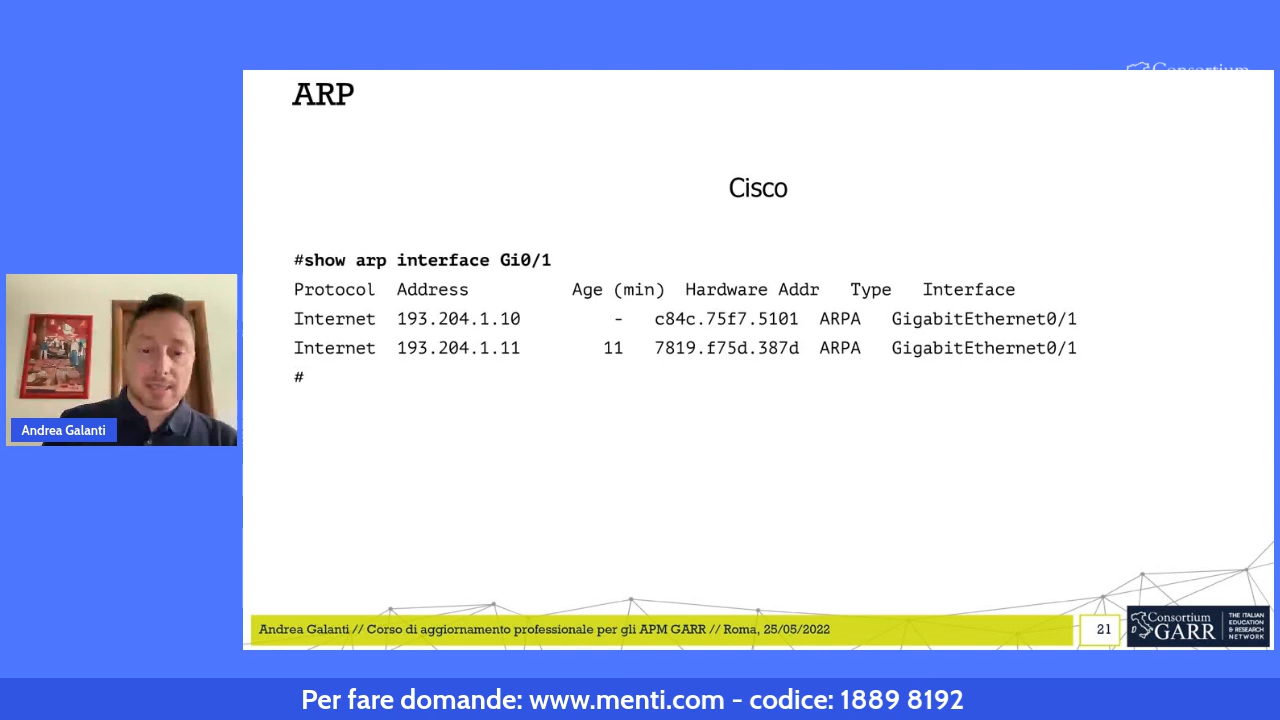 Consortium
ARP
Cisco
#show arp interface Gi0/1
Protocol  Address          Age (min)  Hardware Addr   Type   Interface
Internet  193.204.1.10            -   c84c.75f7.5101  ARPA   GigabitEthernet0/1
Internet  193.204.1.11           11   7819.f75d.387d  ARPA   GigabitEthernet0/1
#
Andrea Galanti
Andrea Galanti // Corso di aggiornamento professionale per gli APM GARR // Roma, 25/05/2022
21
Consortium
GARR
THE ITALIAN
EDUCATION
& RESEARCH
NETWORK
Per fare domande: www.menti.com - codice: 1889 8192